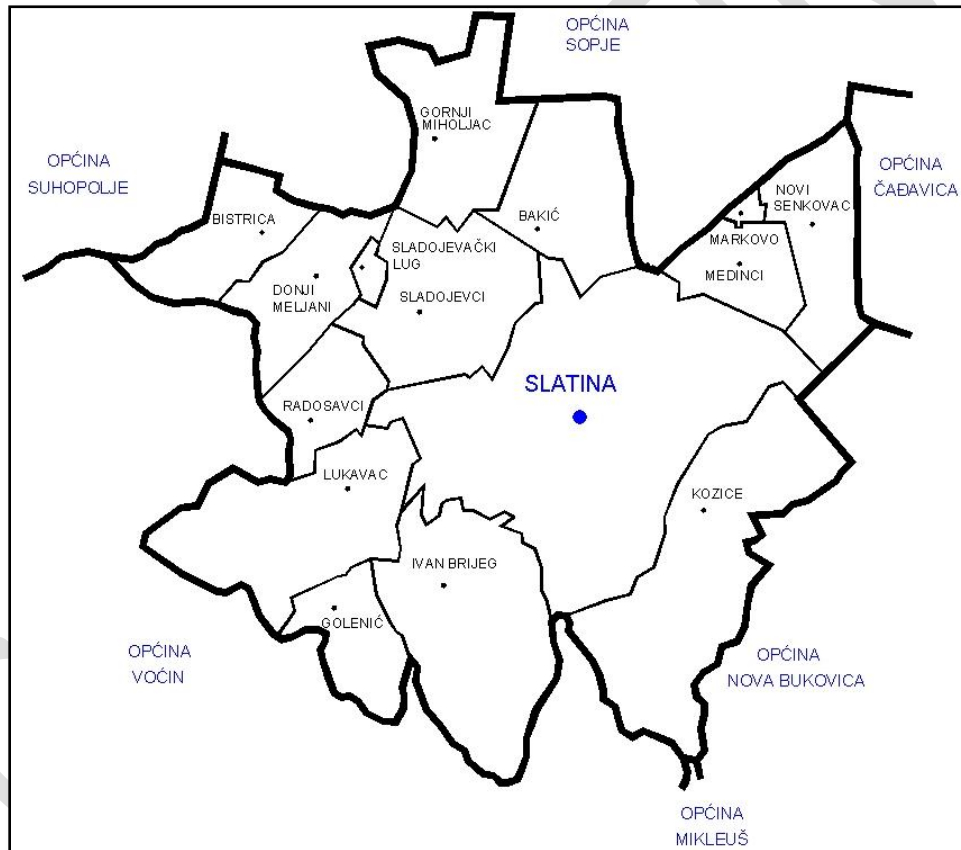 OPĆINA
SOPJE
GORNJI
MIHOLJAC
OPĆINA
SUHOPOLJE
OPĆINA
ČAĐAVICA
NOVI
SENKOVAC
BISTRICA
BAKIĆ
MARKOVO
SLADOJEVAČKI
LUG
MEDINCI
DONJI
MELJANI
SLADOJEVCI
SLATINA
RADOSAVCI
LUKAVAC
KOZICE
IVAN BRIJEG
GOLENIĆ
OPĆINA
VOĆIN
OPĆINA
NOVA BUKOVICA
OPĆINA
MIKLEUŠ